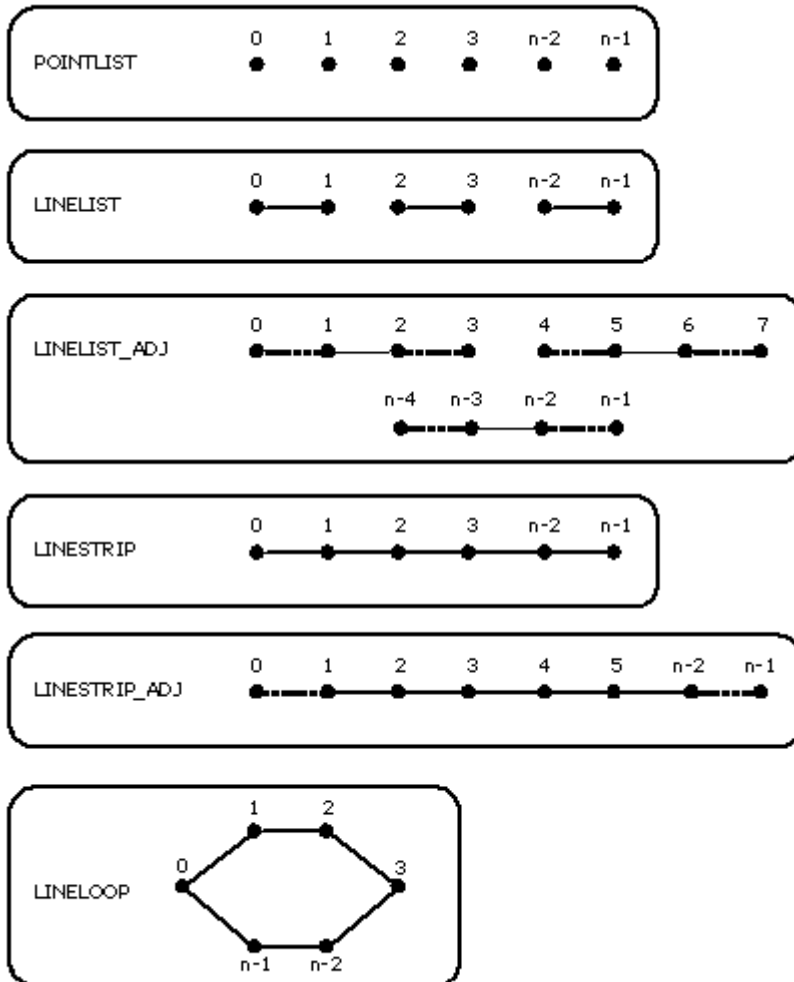 0 1 2 3 n-2 n-1
POINTLIST
0 1 2 3 n-2 n-1
LINELIST
0 1 2 3 4 5 6 7
LINELIST_ADJ
n-4 n-3 n-2 n-1
0 1 2 3 n-2 n-1
LINESTRIP
0 1 2 3 4 5 n-2 n-1
LINESTRIP_ADJ
1 2
0 3
LINELOOP
n-1 n-2